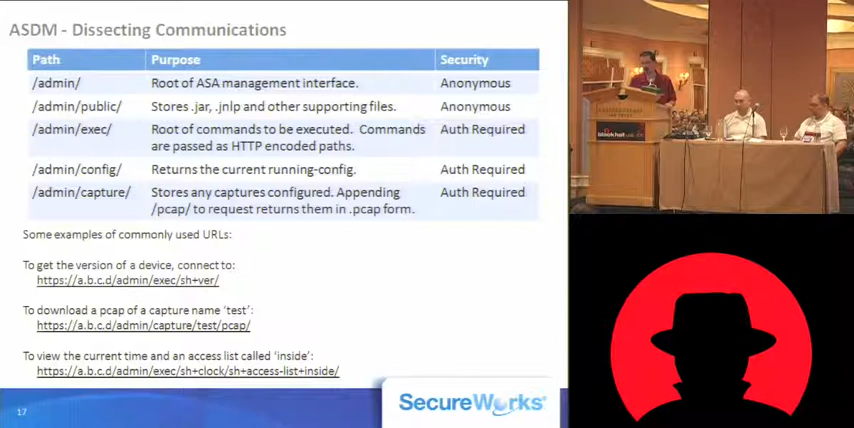 ASDM - Dissecting Communications
Path Purpose Security
/admin/ Root of ASA management interface. Anonymous
/admin/public/ Stores .jar, .jnlp and other supporting files. Anonymous
/admin/exec/ Root of commands to be executed. Commands Auth Required
are passed as HTTP encoded paths.
/admin/config/ Returns the current running-config. Auth Required
/admin/capture/ Stores any captures configured. Appending Auth Required
/pcap/ to request returns them in .pcap form.
Some examples of commonly used URLs:
To get the version of a device, connect to:
https://a.b.c.d/admin/exec/sh+ver/
To download a pcap of a capture name 'test':
https://a.b.c.d/admin/capture/test/pcap/
To view the current time and an access list called 'inside':
https://a.b.c.d/admin/exec/sh+clock/sh+access-list+inside/
17
SecureWorks